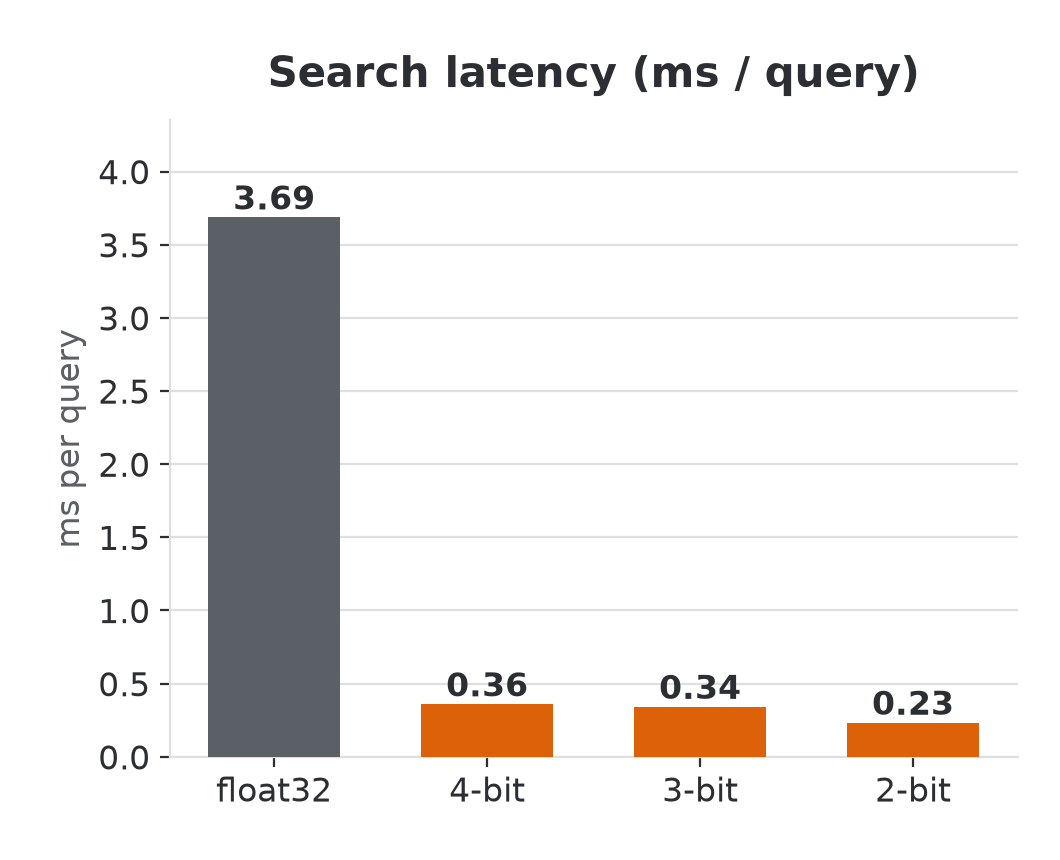 Search latency (ms / query)
ms per query
4.0
3.5
3.0
2.5
2.0
1.5
1.0
0.5
0.0
3.69
0.36
0.34
0.23
float32
4-bit
3-bit
2-bit